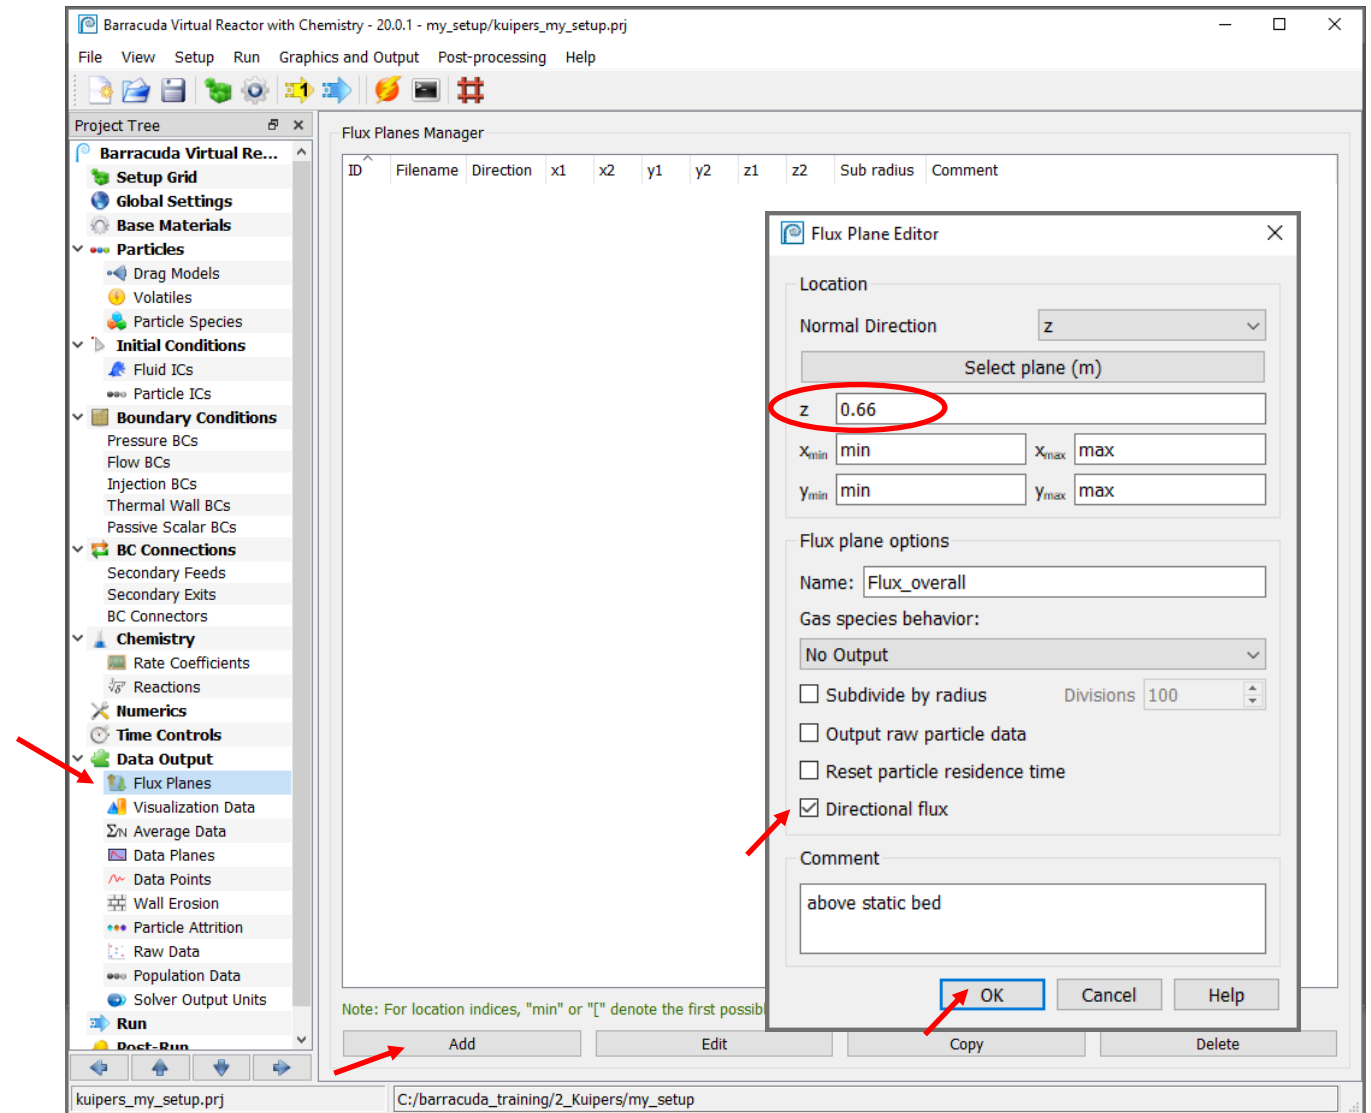 Barracuda Virtual Reactor with Chemistry - 20.0.1 - my_setup/kuipers_my_setup.prj
File View Setup Run Graphics and Output Post-processing Help
Project Tree
Barracuda Virtual Re...
Setup Grid
Global Settings
Base Materials
Particles
Drag Models
Volatiles
Particle Species
Initial Conditions
Fluid ICs
Particle ICs
Boundary Conditions
Pressure BCs
Flow BCs
Injection BCs
Thermal Wall BCs
Passive Scalar BCs
BC Connections
Secondary Feeds
Secondary Exits
BC Connectors
Chemistry
Rate Coefficients
Reactions
Numerics
Time Controls
Data Output
Flux Planes
Visualization Data
Average Data
Data Planes
Data Points
Wall Erosion
Particle Attrition
Raw Data
Population Data
Solver Output Units
Run
Post-Run
Flux Planes Manager
ID Filename Direction x1 x2 y1 y2 z1 z2 Sub radius Comment
Flux Plane Editor
Location
Normal Direction z
Select plane (m)
z 0.66
xmin min xmax max
ymin min ymax max
Flux plane options
Name: Flux_overall
Gas species behavior:
No Output
Subdivide by radius Divisions 100
Output raw particle data
Reset particle residence time
Directional flux
Comment
above static bed
OK Cancel Help
Note: For location indices, "min" or "[" denote the first possibl
Add Edit Copy Delete
kuipers_my_setup.prj C:/barracuda_training/2_Kuipers/my_setup